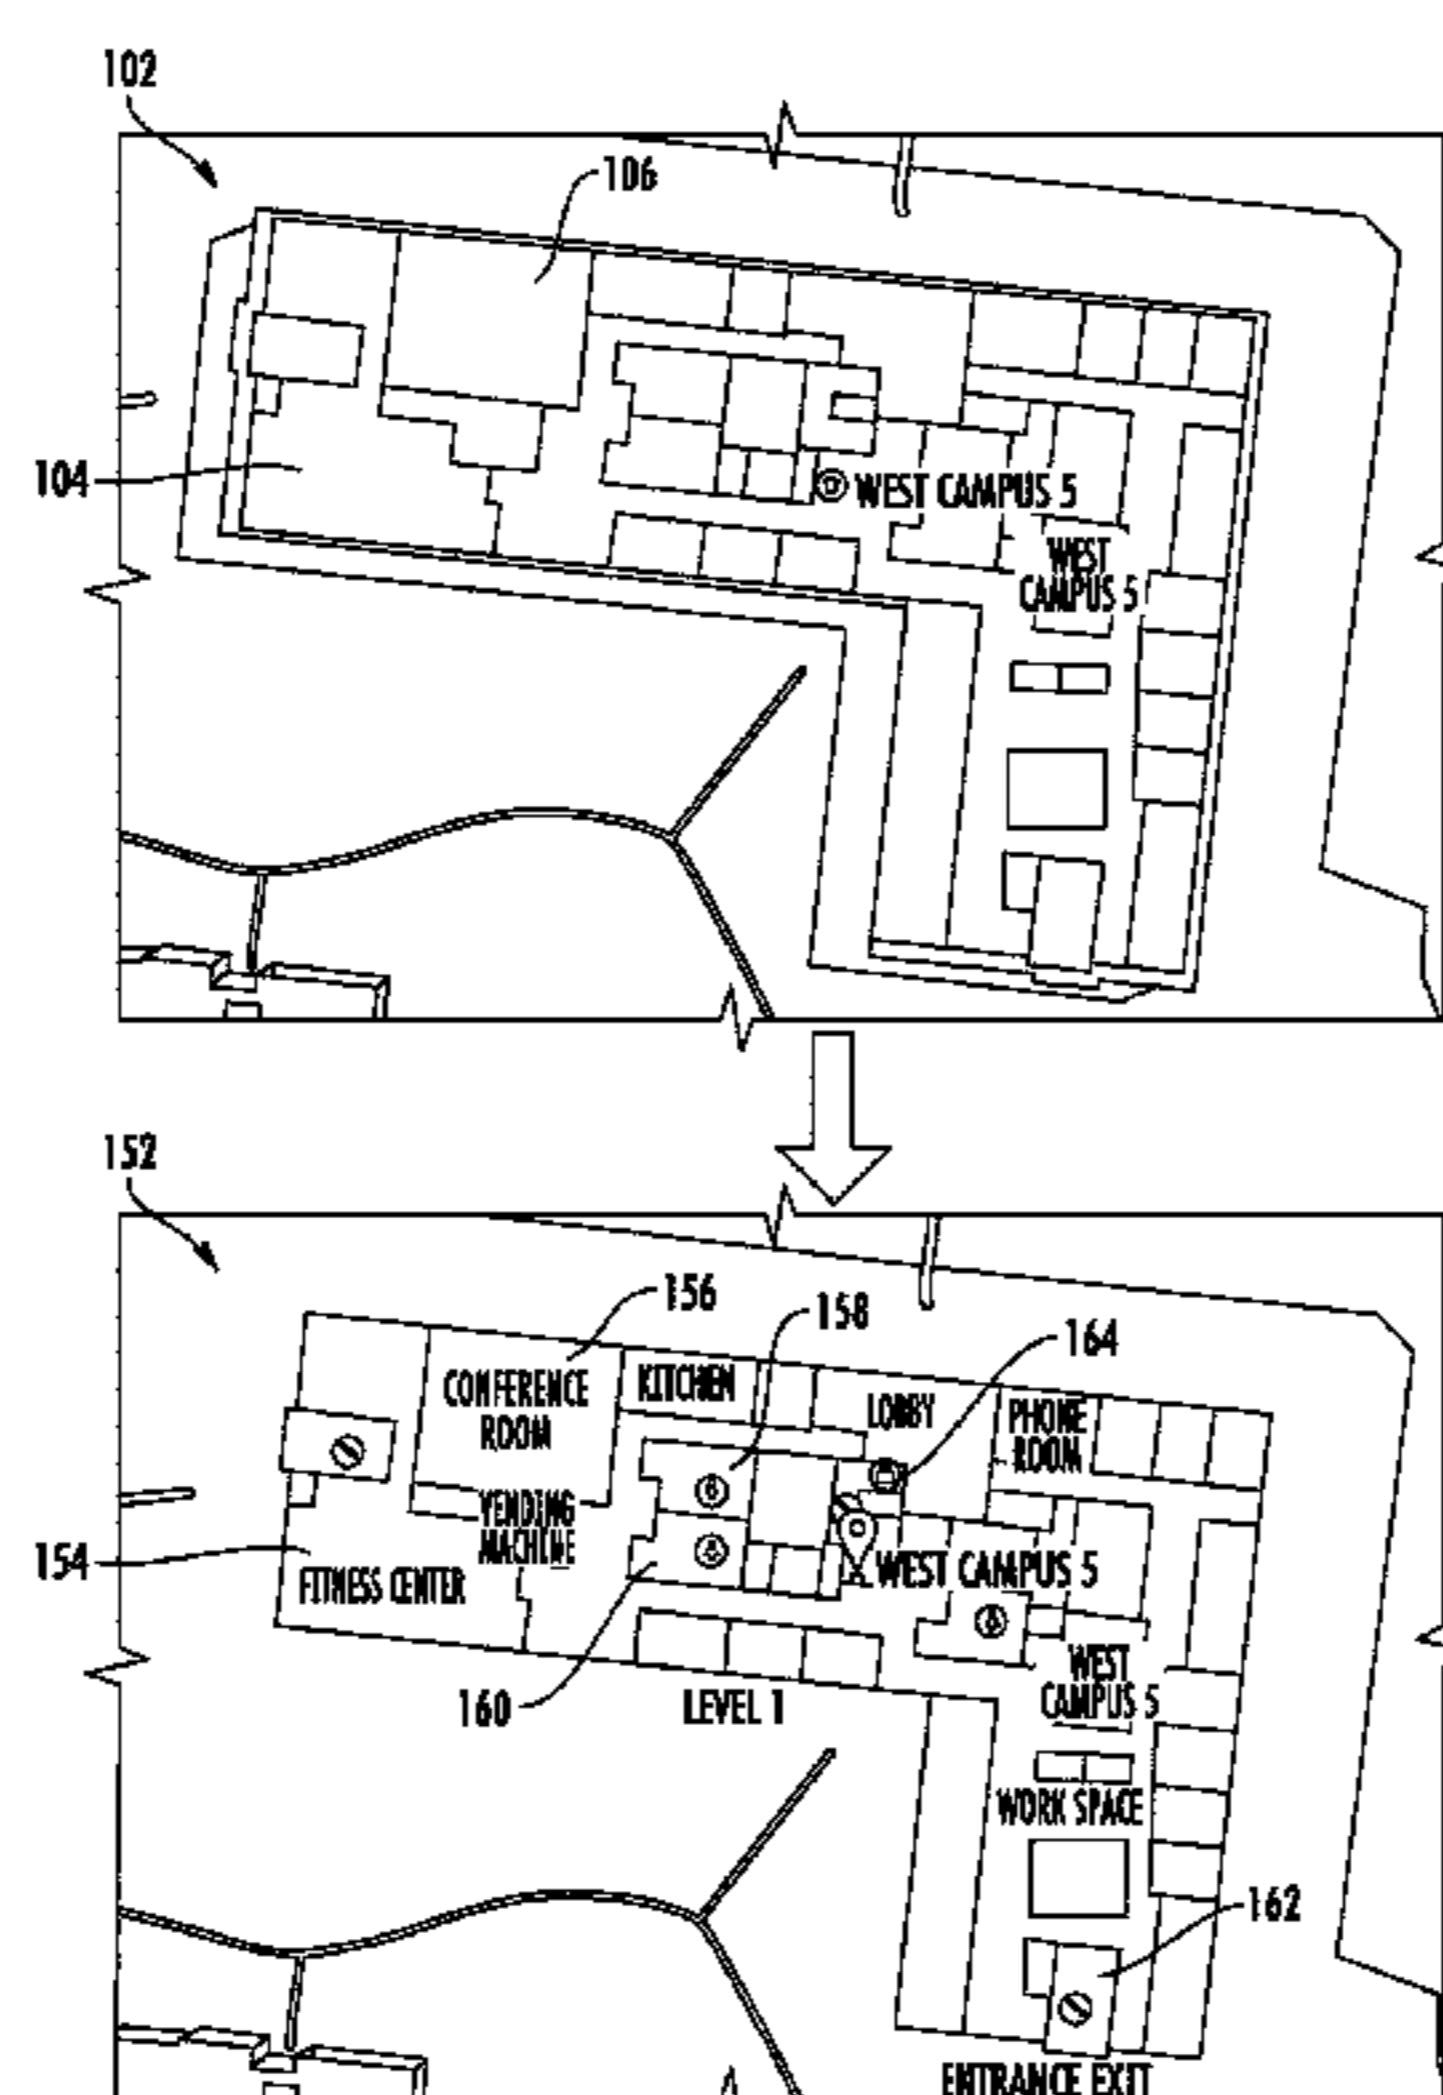 102
106
104
WEST CAMPUS 5
WEST
CAMPUS 5
152
156
158
164
CONFERENCE
ROOM
KITCHEN
LOBBY
PHONE
ROOM
VENDING
MACHINE
154
FITNESS CENTER
WEST CAMPUS 5
160
LEVEL 1
WEST
CAMPUS 5
WORK SPACE
162
ENTRANCE EXIT